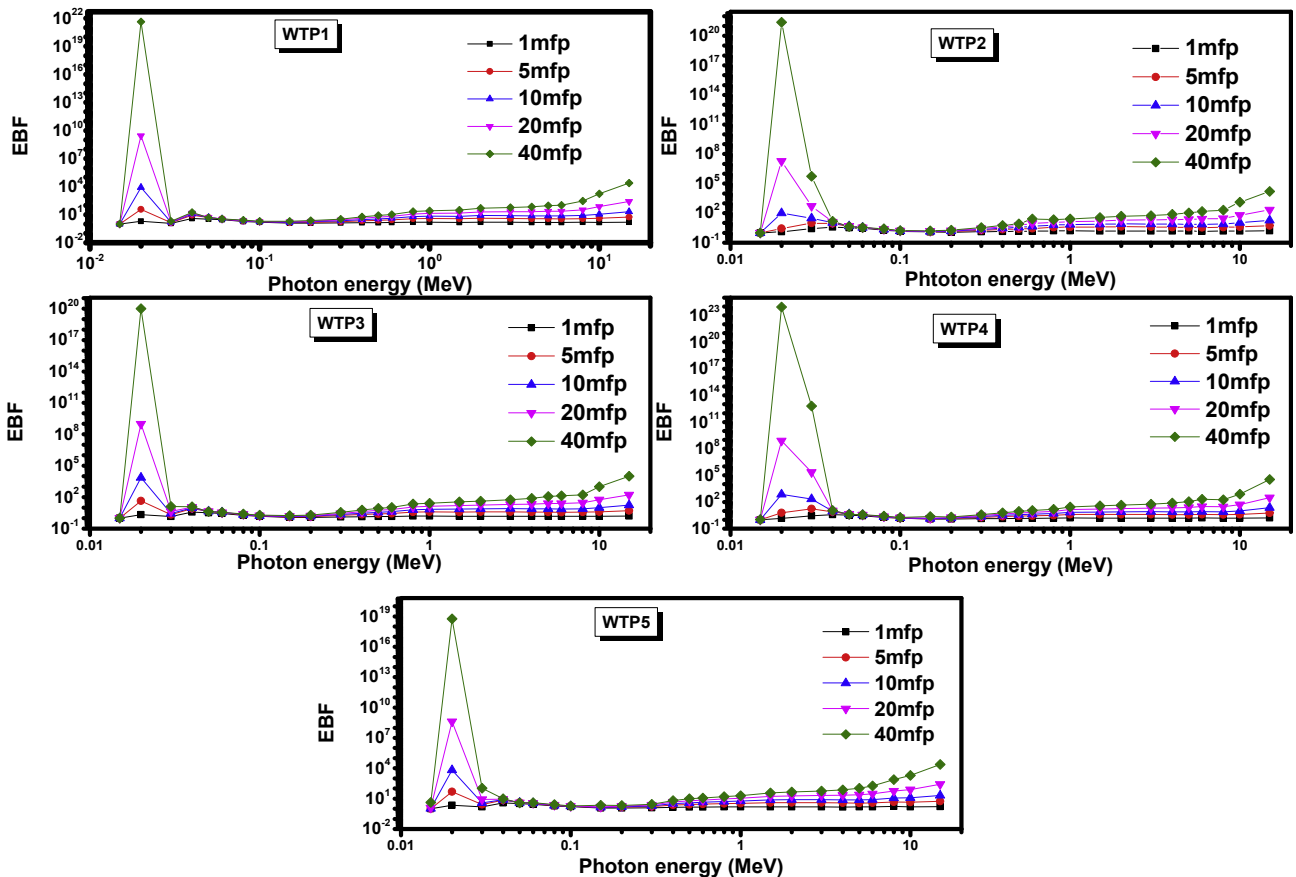 WTP1
EBF
10^22
10^19
10^16
10^13
10^10
10^7
10^4
10^1
10^-2
1mfp
5mfp
10mfp
20mfp
40mfp
10^-2 10^-1 10^0 10^1
Photon energy (MeV)
WTP2
EBF
10^20
10^17
10^14
10^11
10^8
10^5
10^2
10^-1
1mfp
5mfp
10mfp
20mfp
40mfp
0.01 0.1 1 10
Phtoton energy (MeV)
WTP3
EBF
10^20
10^17
10^14
10^11
10^8
10^5
10^2
10^-1
1mfp
5mfp
10mfp
20mfp
40mfp
0.01 0.1 1 10
Photon energy (MeV)
WTP4
EBF
10^23
10^20
10^17
10^14
10^11
10^8
10^5
10^2
10^-1
1mfp
5mfp
10mfp
20mfp
40mfp
0.01 0.1 1 10
Photon energy (MeV)
WTP5
EBF
10^19
10^16
10^13
10^10
10^7
10^4
10^1
10^-2
1mfp
5mfp
10mfp
20mfp
40mfp
0.01 0.1 1 10
Photon energy (MeV)